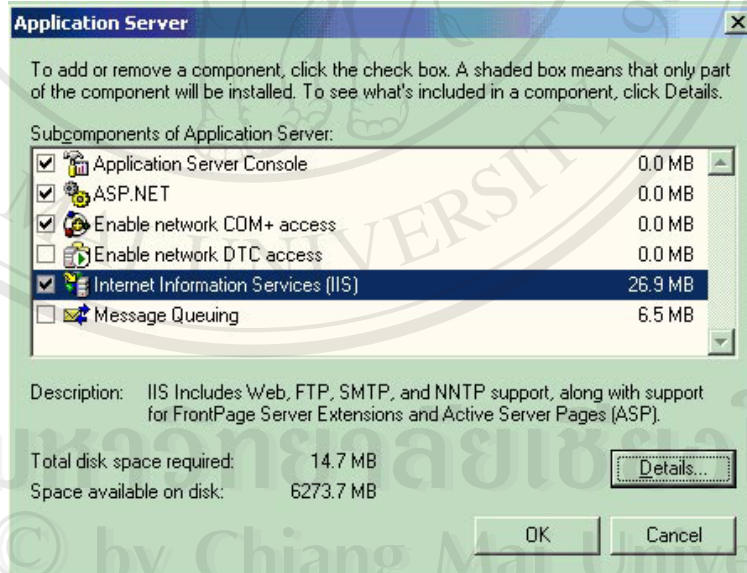 Application Server
To add or remove a component, click the check box. A shaded box means that only part
of the component will be installed. To see what's included in a component, click Details.
Subcomponents of Application Server:
Application Server Console 0.0 MB
ASP.NET 0.0 MB
Enable network COM+ access 0.0 MB
Enable network DTC access 0.0 MB
Internet Information Services (IIS) 26.9 MB
Message Queuing 6.5 MB
Description: IIS Includes Web, FTP, SMTP, and NNTP support, along with support
for FrontPage Server Extensions and Active Server Pages (ASP).
Total disk space required: 14.7 MB
Details...
Space available on disk: 6273.7 MB
OK Cancel
UNIVERSITY
© by Chiang Mai